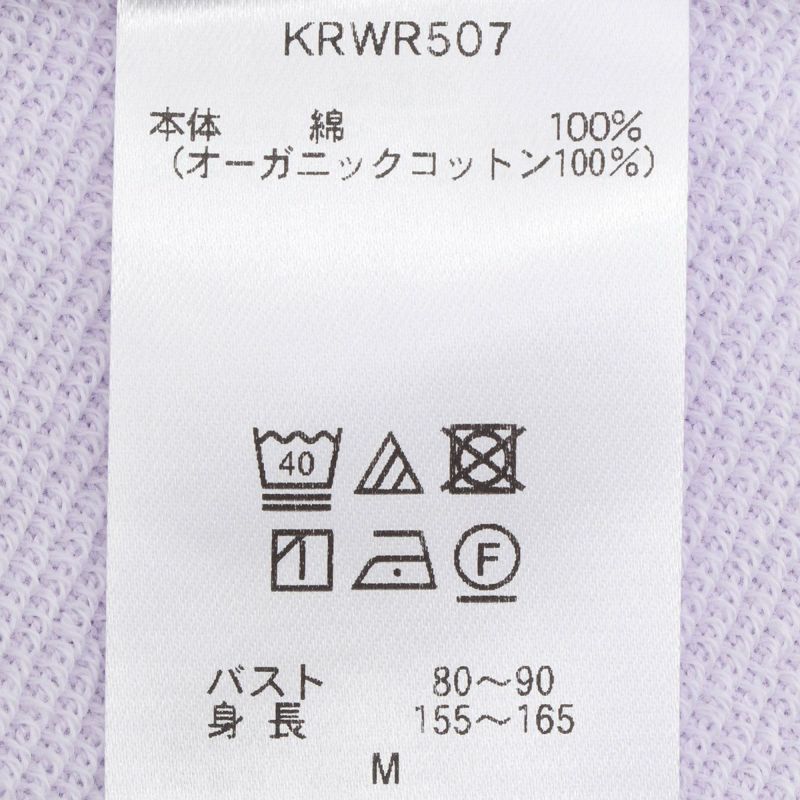 KRWR507
本体 綿 100%
（オーガニックコットン100%）
40
F
バスト 80〜90
身長 155〜165
M